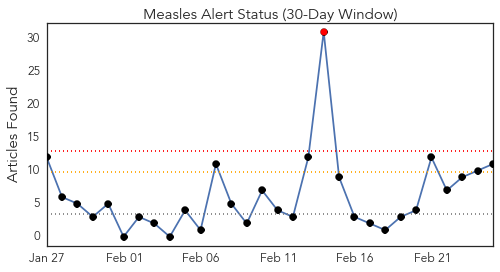 Measles Alert Status (30-Day Window)
Articles Found
30
25
20
15
10
5
0
Jan 27 Feb 01 Feb 06 Feb 11 Feb 16 Feb 21